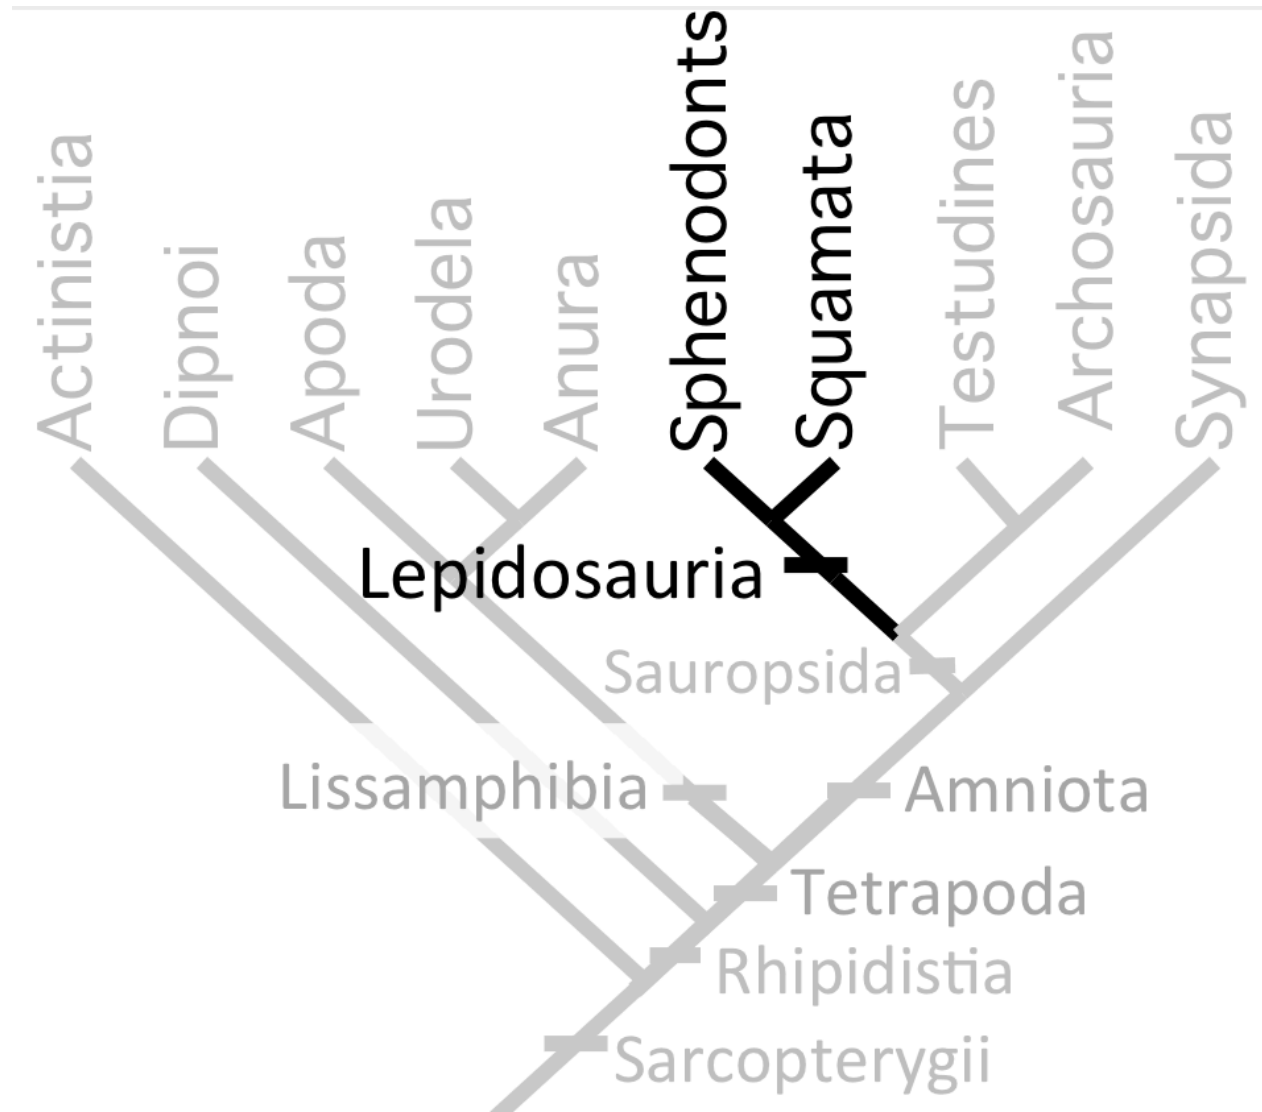 Actinistia
Dipnoi
Apoda
Urodela
Anura
Sphenodonts
Squamata
Testudines
Archosauria
Synapsida
Lepidosauria
Sauropsida
Lissamphibia
Amniota
Tetrapoda
Rhipidistia
Sarcopterygii